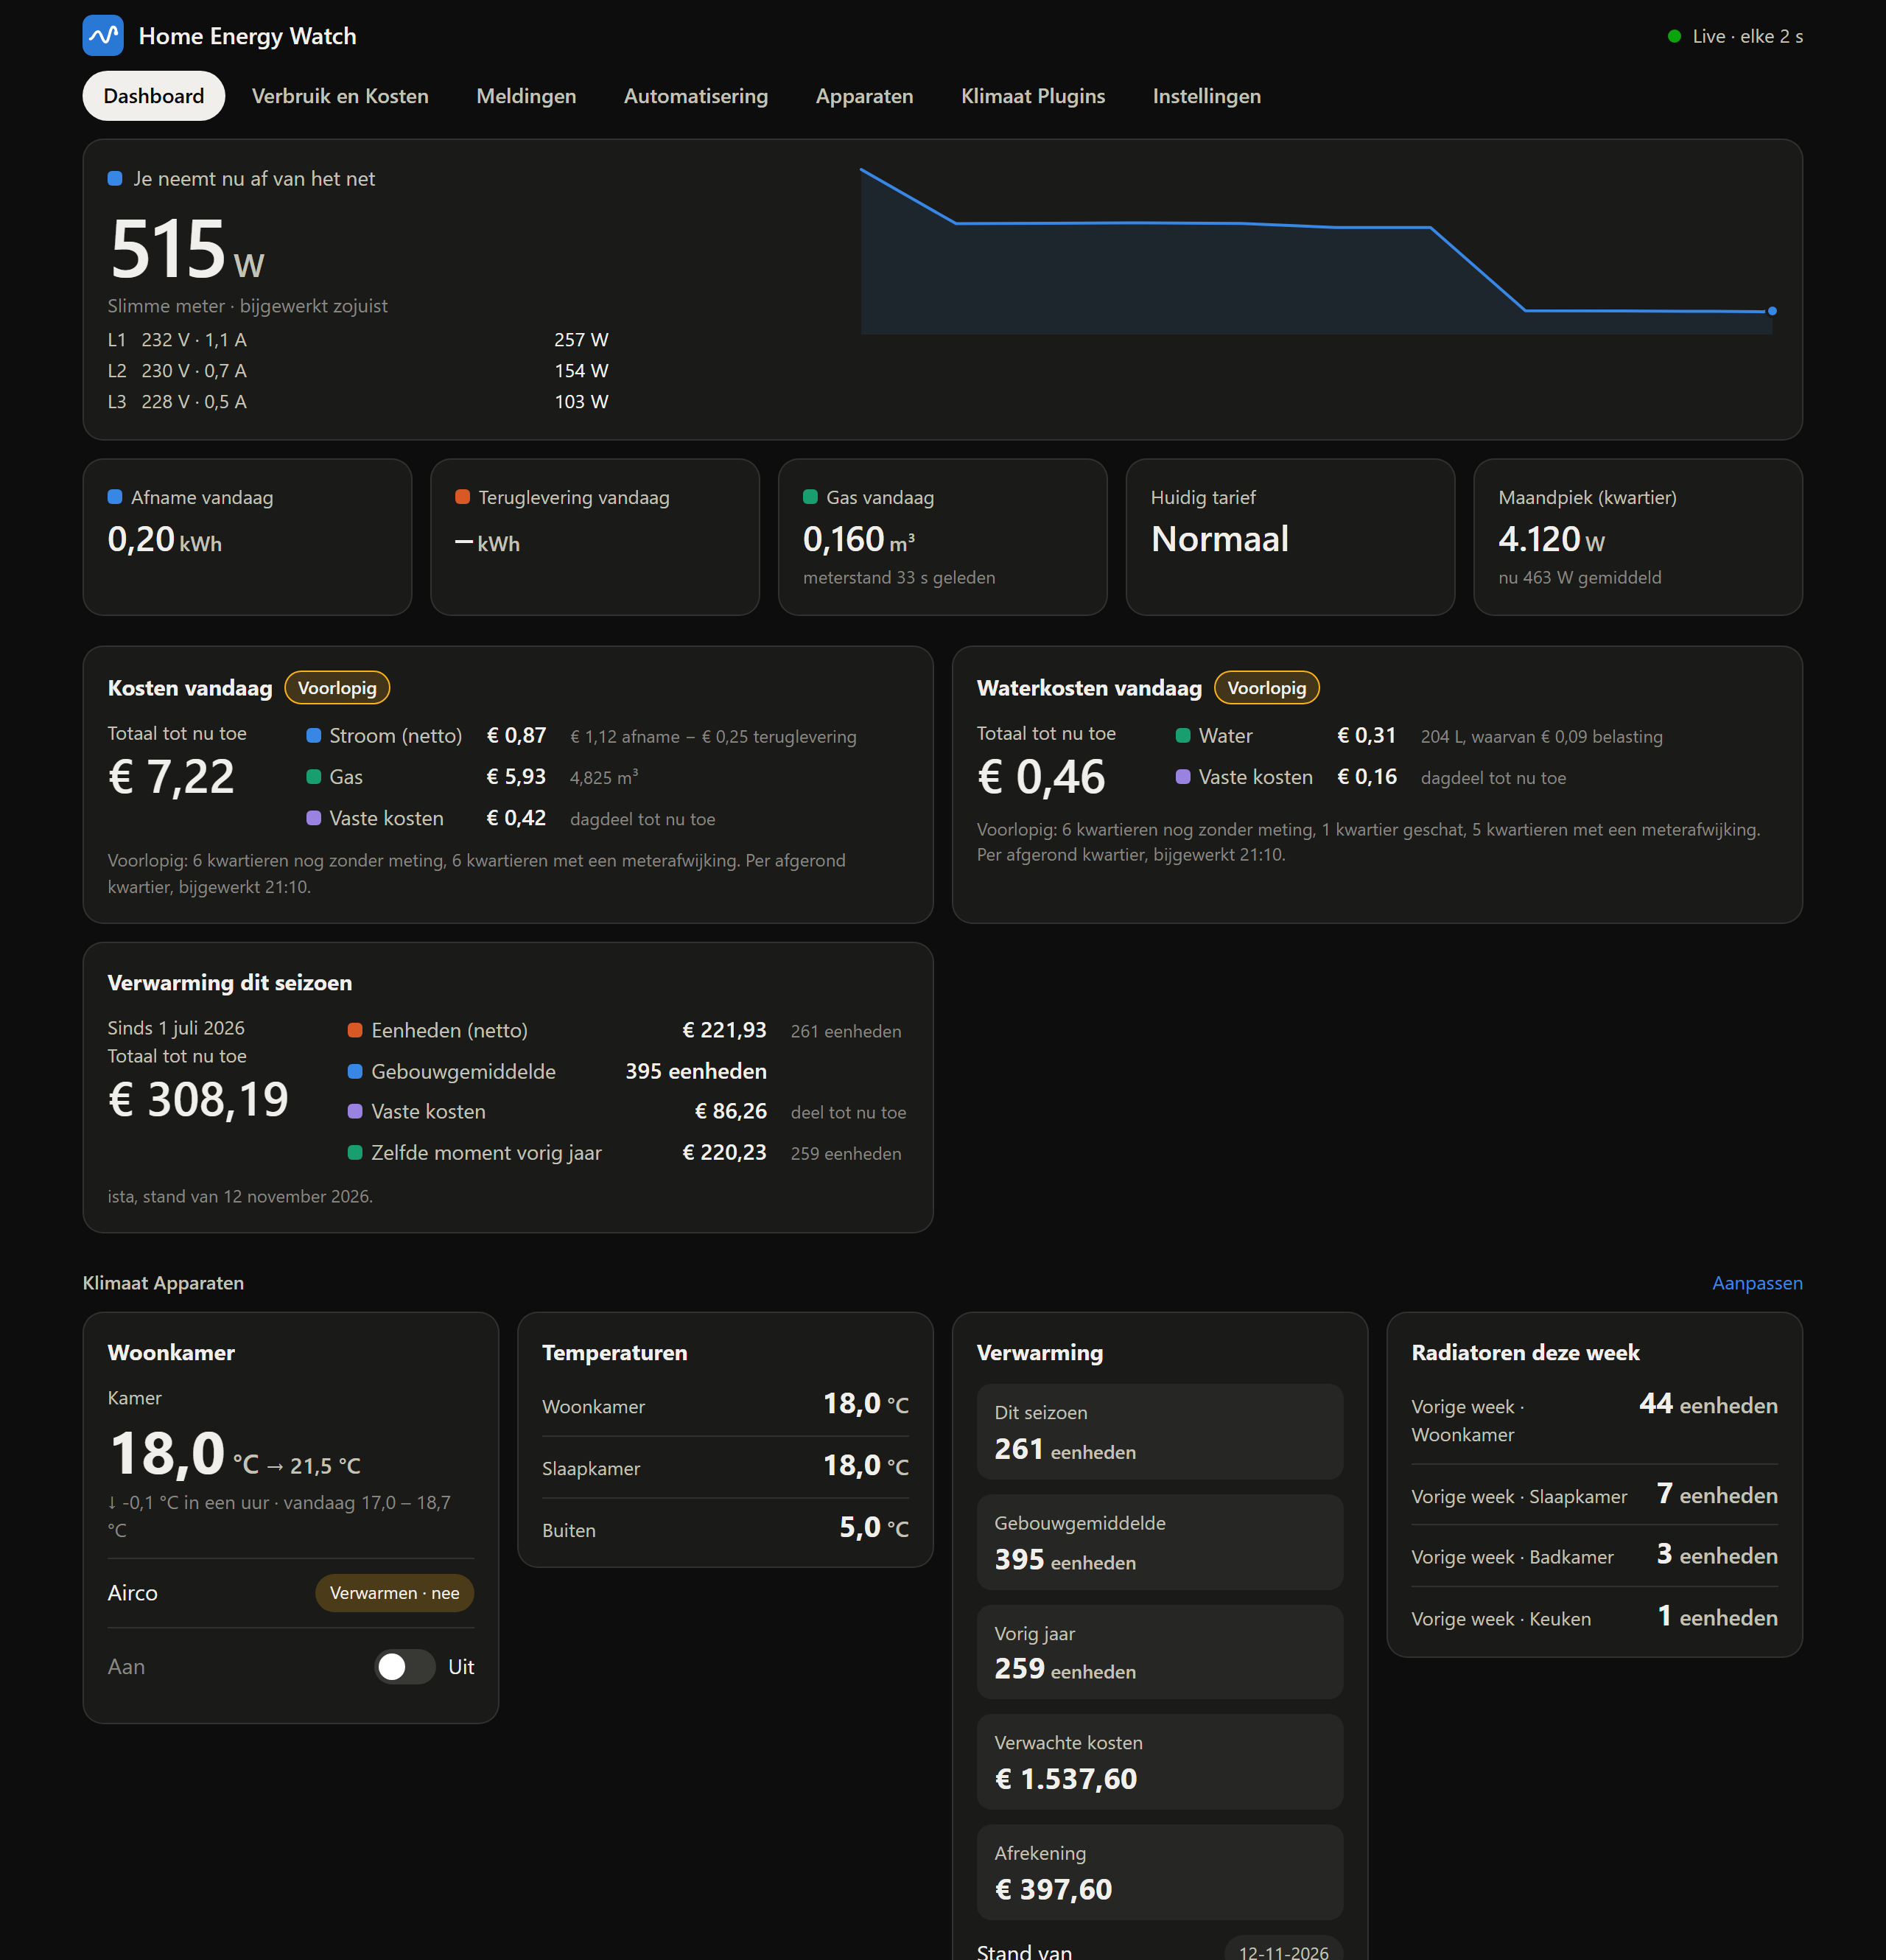 Home Energy Watch
Live · elke 2 s
Dashboard
Verbruik en Kosten
Meldingen
Automatisering
Apparaten
Klimaat Plugins
Instellingen
Je neemt nu af van het net
515 W
Slimme meter · bijgewerkt zojuist
L1 232 V · 1,1 A 257 W
L2 230 V · 0,7 A 154 W
L3 228 V · 0,5 A 103 W
Afname vandaag
0,20 kWh
Teruglevering vandaag
– kWh
Gas vandaag
0,160 m³
meterstand 33 s geleden
Huidig tarief
Normaal
Maandpiek (kwartier)
4.120 W
nu 463 W gemiddeld
Kosten vandaag Voorlopig
Totaal tot nu toe
€ 7,22
Stroom (netto) € 0,87 € 1,12 afname − € 0,25 teruglevering
Gas € 5,93 4,825 m³
Vaste kosten € 0,42 dagdeel tot nu toe
Voorlopig: 6 kwartieren nog zonder meting, 6 kwartieren met een meterafwijking. Per afgerond
kwartier, bijgewerkt 21:10.
Waterkosten vandaag Voorlopig
Totaal tot nu toe
€ 0,46
Water € 0,31 204 L, waarvan € 0,09 belasting
Vaste kosten € 0,16 dagdeel tot nu toe
Voorlopig: 6 kwartieren nog zonder meting, 1 kwartier geschat, 5 kwartieren met een meterafwijking.
Per afgerond kwartier, bijgewerkt 21:10.
Verwarming dit seizoen
Sinds 1 juli 2026
Totaal tot nu toe
€ 308,19
Eenheden (netto) € 221,93 261 eenheden
Gebouwgemiddelde 395 eenheden
Vaste kosten € 86,26 deel tot nu toe
Zelfde moment vorig jaar € 220,23 259 eenheden
ista, stand van 12 november 2026.
Klimaat Apparaten
Aanpassen
Woonkamer
Kamer
18,0 °C → 21,5 °C
↓ -0,1 °C in een uur · vandaag 17,0 – 18,7
°C
Airco Verwarmen · nee
Aan Uit
Temperaturen
Woonkamer 18,0 °C
Slaapkamer 18,0 °C
Buiten 5,0 °C
Verwarming
Dit seizoen
261 eenheden
Gebouwgemiddelde
395 eenheden
Vorig jaar
259 eenheden
Verwachte kosten
€ 1.537,60
Afrekening
€ 397,60
Stand van 12-11-2026
Radiatoren deze week
Vorige week · 44 eenheden
Woonkamer
Vorige week · Slaapkamer 7 eenheden
Vorige week · Badkamer 3 eenheden
Vorige week · Keuken 1 eenheden